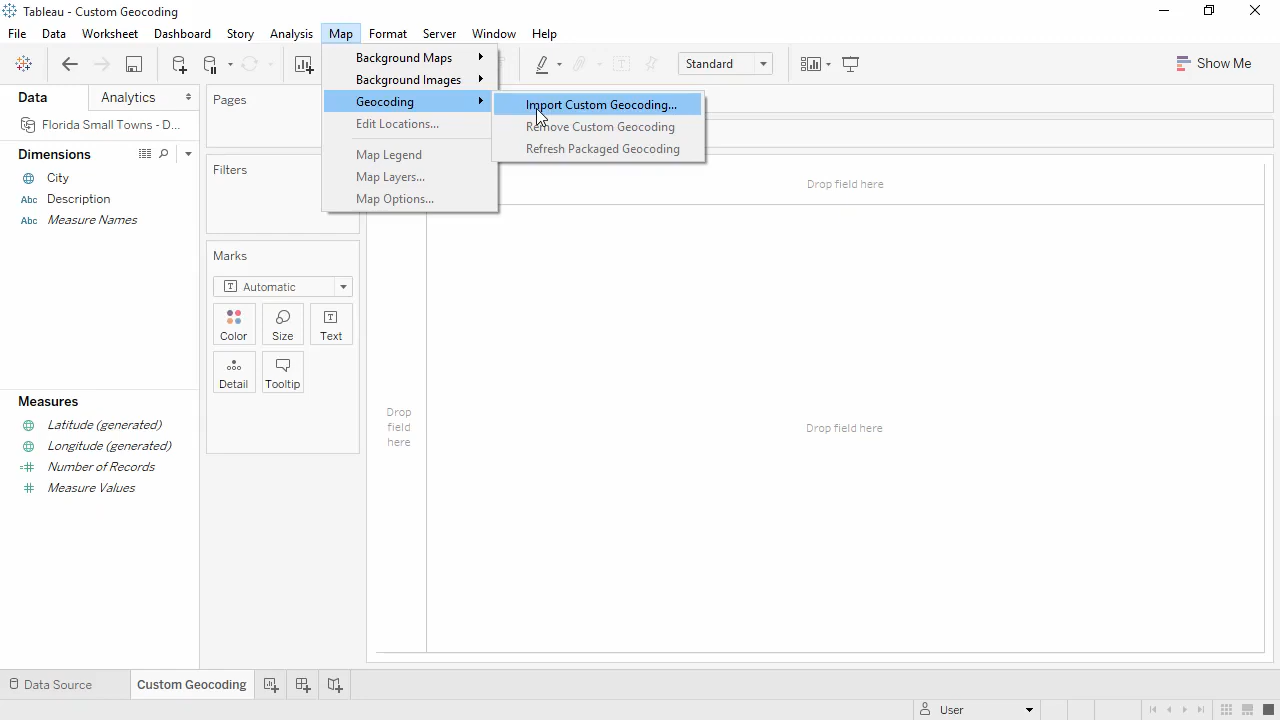 Tableau - Custom Geocoding
File Data Worksheet Dashboard Story Analysis Map Format Server Window Help
Standard
Show Me
Background Maps
Background Images
Geocoding
Edit Locations...
Map Legend
Map Layers...
Map Options...
Import Custom Geocoding...
Remove Custom Geocoding
Refresh Packaged Geocoding
Data
Analytics
Florida Small Towns - D...
Dimensions
City
Abc Description
Abc Measure Names
Measures
Latitude (generated)
Longitude (generated)
Number of Records
Measure Values
Pages
Filters
Marks
Automatic
Color
Size
Text
Detail
Tooltip
Drop field here
Drop
field
here
Drop field here
Data Source
Custom Geocoding
User